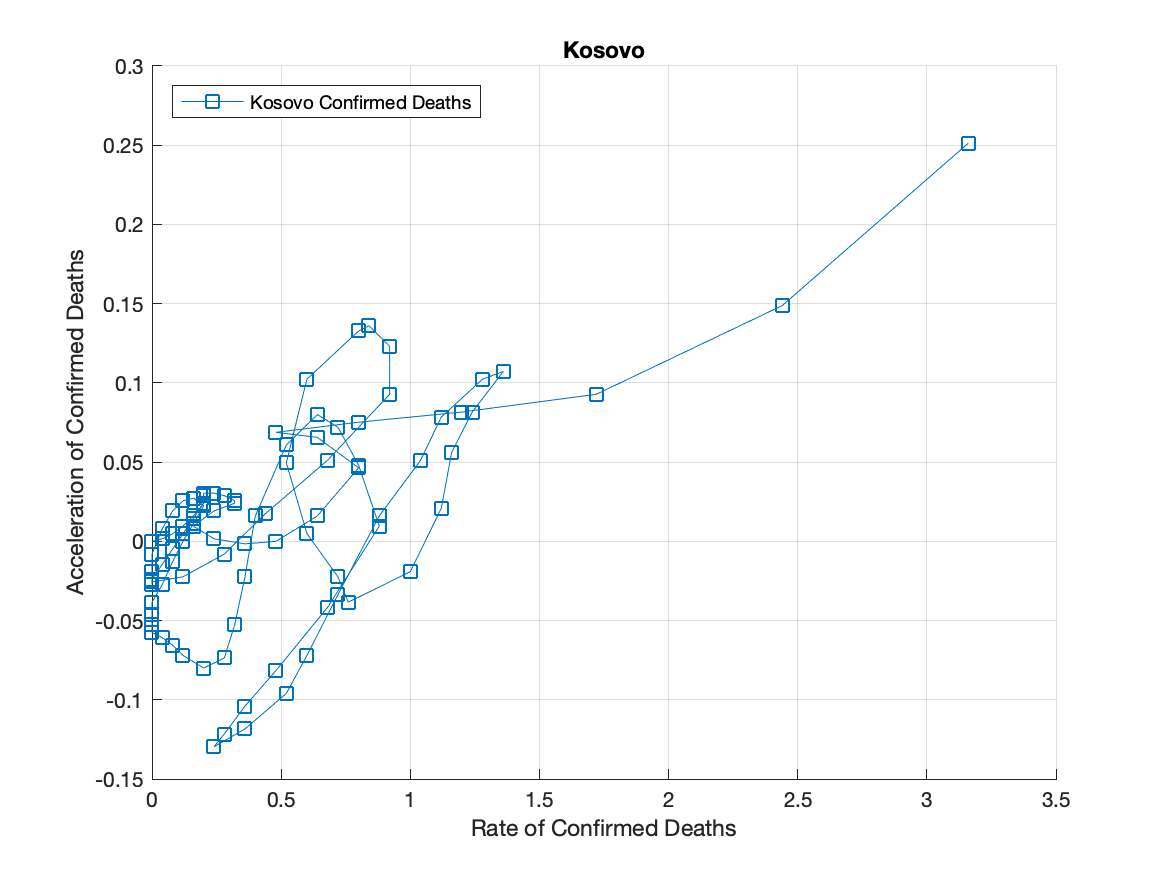 Kosovo
Kosovo Confirmed Deaths
0.3
0.25
0.2
0.15
0.1
0.05
0
-0.05
-0.1
-0.15
Acceleration of Confirmed Deaths
0 0.5 1 1.5 2 2.5 3 3.5
Rate of Confirmed Deaths